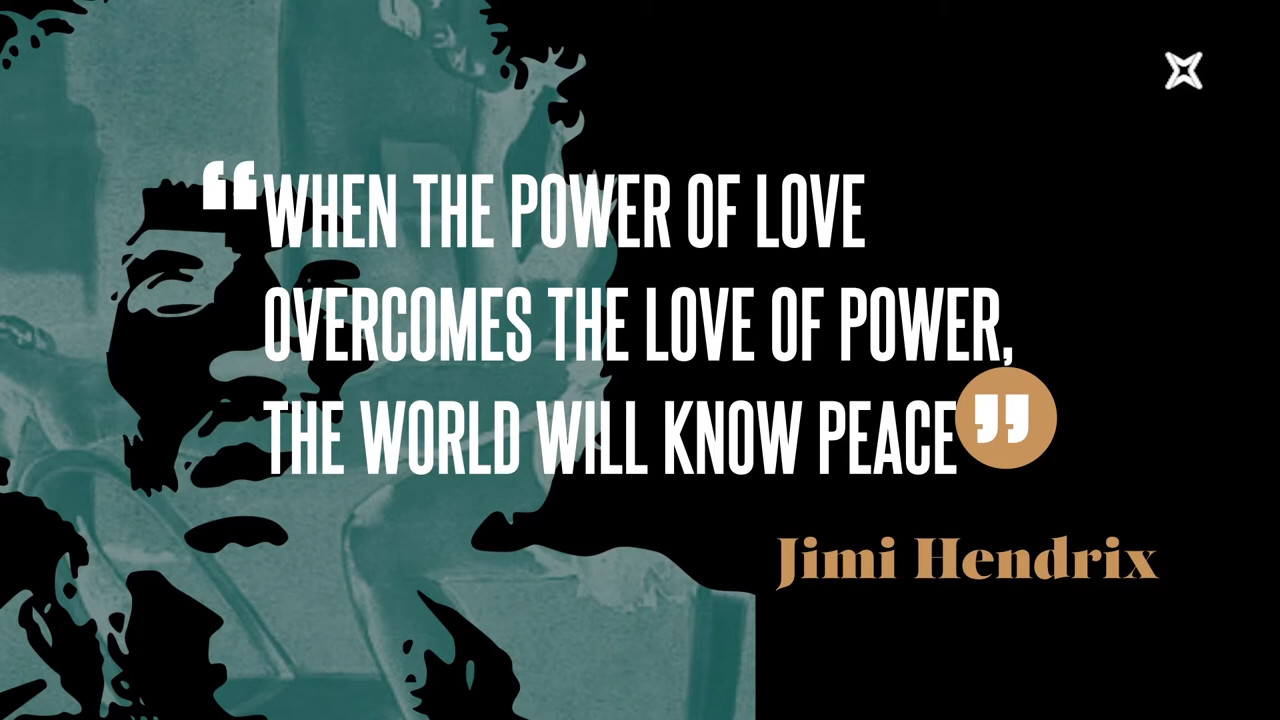 “WHEN THE POWER OF LOVE
OVERCOMES THE LOVE OF POWER,
THE WORLD WILL KNOW PEACE”
Jimi Hendrix